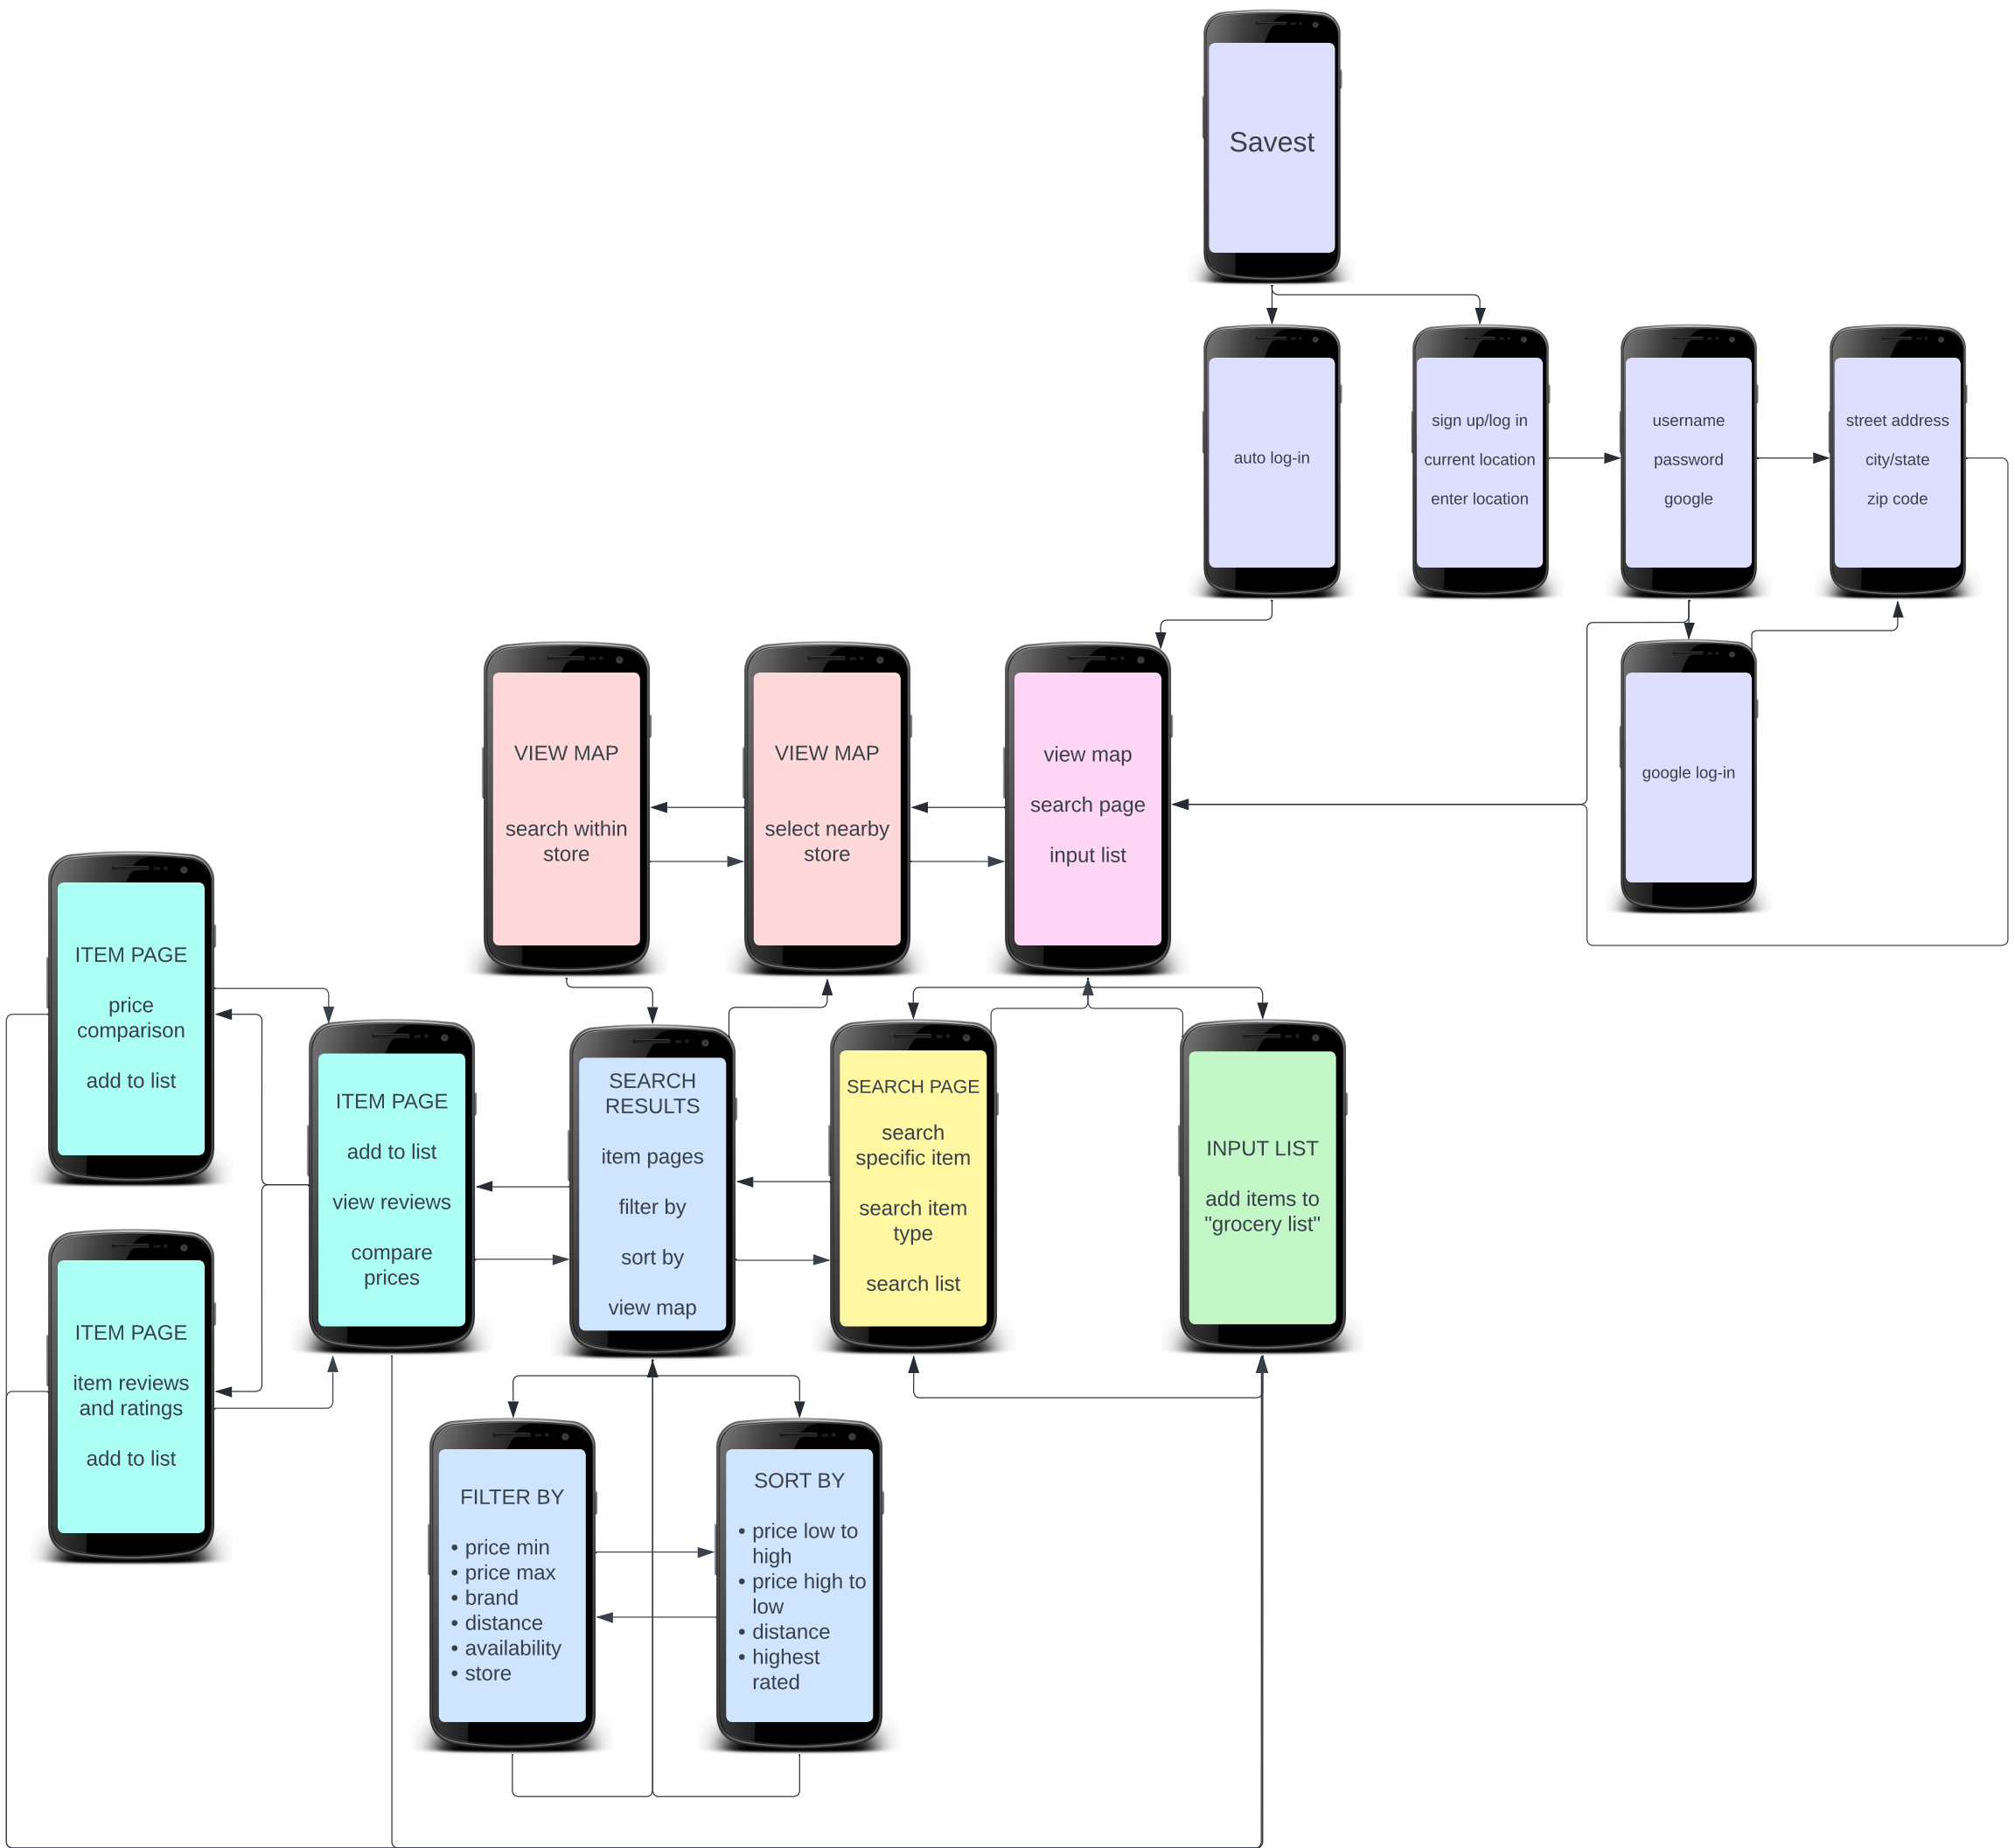 Savest
auto log-in
sign up/log in
current location
enter location
username
password
google
street address
city/state
zip code
google log-in
VIEW MAP
search within
store
VIEW MAP
select nearby
store
view map
search page
input list
ITEM PAGE
price
comparison
add to list
ITEM PAGE
add to list
view reviews
compare
prices
SEARCH
RESULTS
item pages
filter by
sort by
view map
SEARCH PAGE
search
specific item
search item
type
search list
INPUT LIST
add items to
"grocery list"
ITEM PAGE
item reviews
and ratings
add to list
FILTER BY
• price min
• price max
• brand
• distance
• availability
• store
SORT BY
• price low to
high
• price high to
low
• distance
• highest
rated